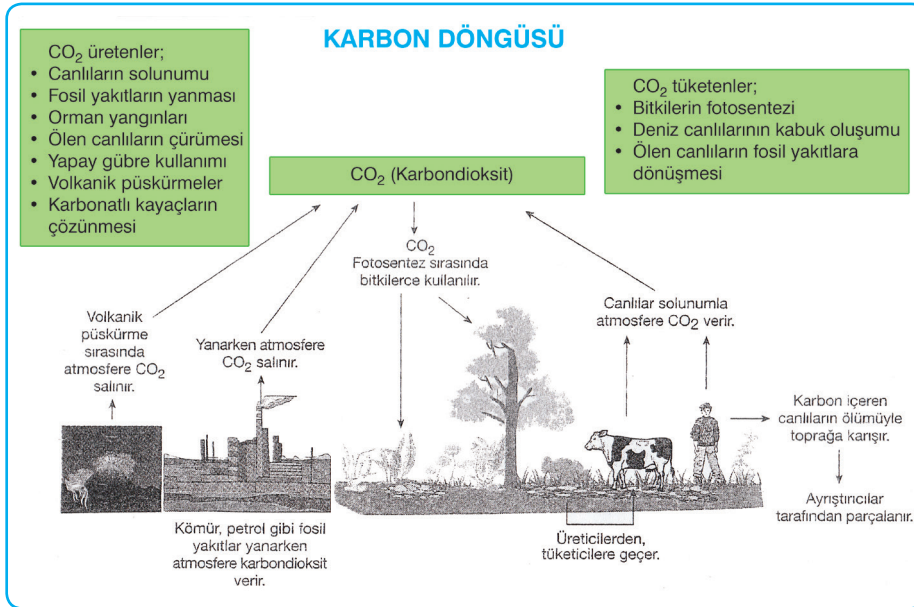 KARBON DÖNGÜSÜ
CO₂ üretenler;
• Canlıların solunumu
• Fosil yakıtların yanması
• Orman yangınları
• Ölen canlıların çürümesi
• Yapay gübre kullanımı
• Volkanik püskürmeler
• Karbonatlı kayaçların
çözünmesi
CO₂ tüketenler;
• Bitkilerin fotosentezi
• Deniz canlılarının kabuk oluşumu
• Ölen canlıların fosil yakıtlara
dönüşmesi
CO₂ (Karbondioksit)
CO₂
Fotosentez sırasında
bitkilerce kullanılır.
Volkanik
püskürme
sırasında
atmosfere CO₂
salınır.
Yanarken atmosfere
CO₂ salınır.
Canlılar solunumla
atmosfere CO₂ verir.
Karbon içeren
canlıların ölümüyle
toprağa karışır.
Ayrıştırıcılar
tarafından parçalanır.
Kömür, petrol gibi fosil
yakıtlar yanarken
atmosfere karbondioksit
verir.
Üreticilerden,
tüketicilere geçer.